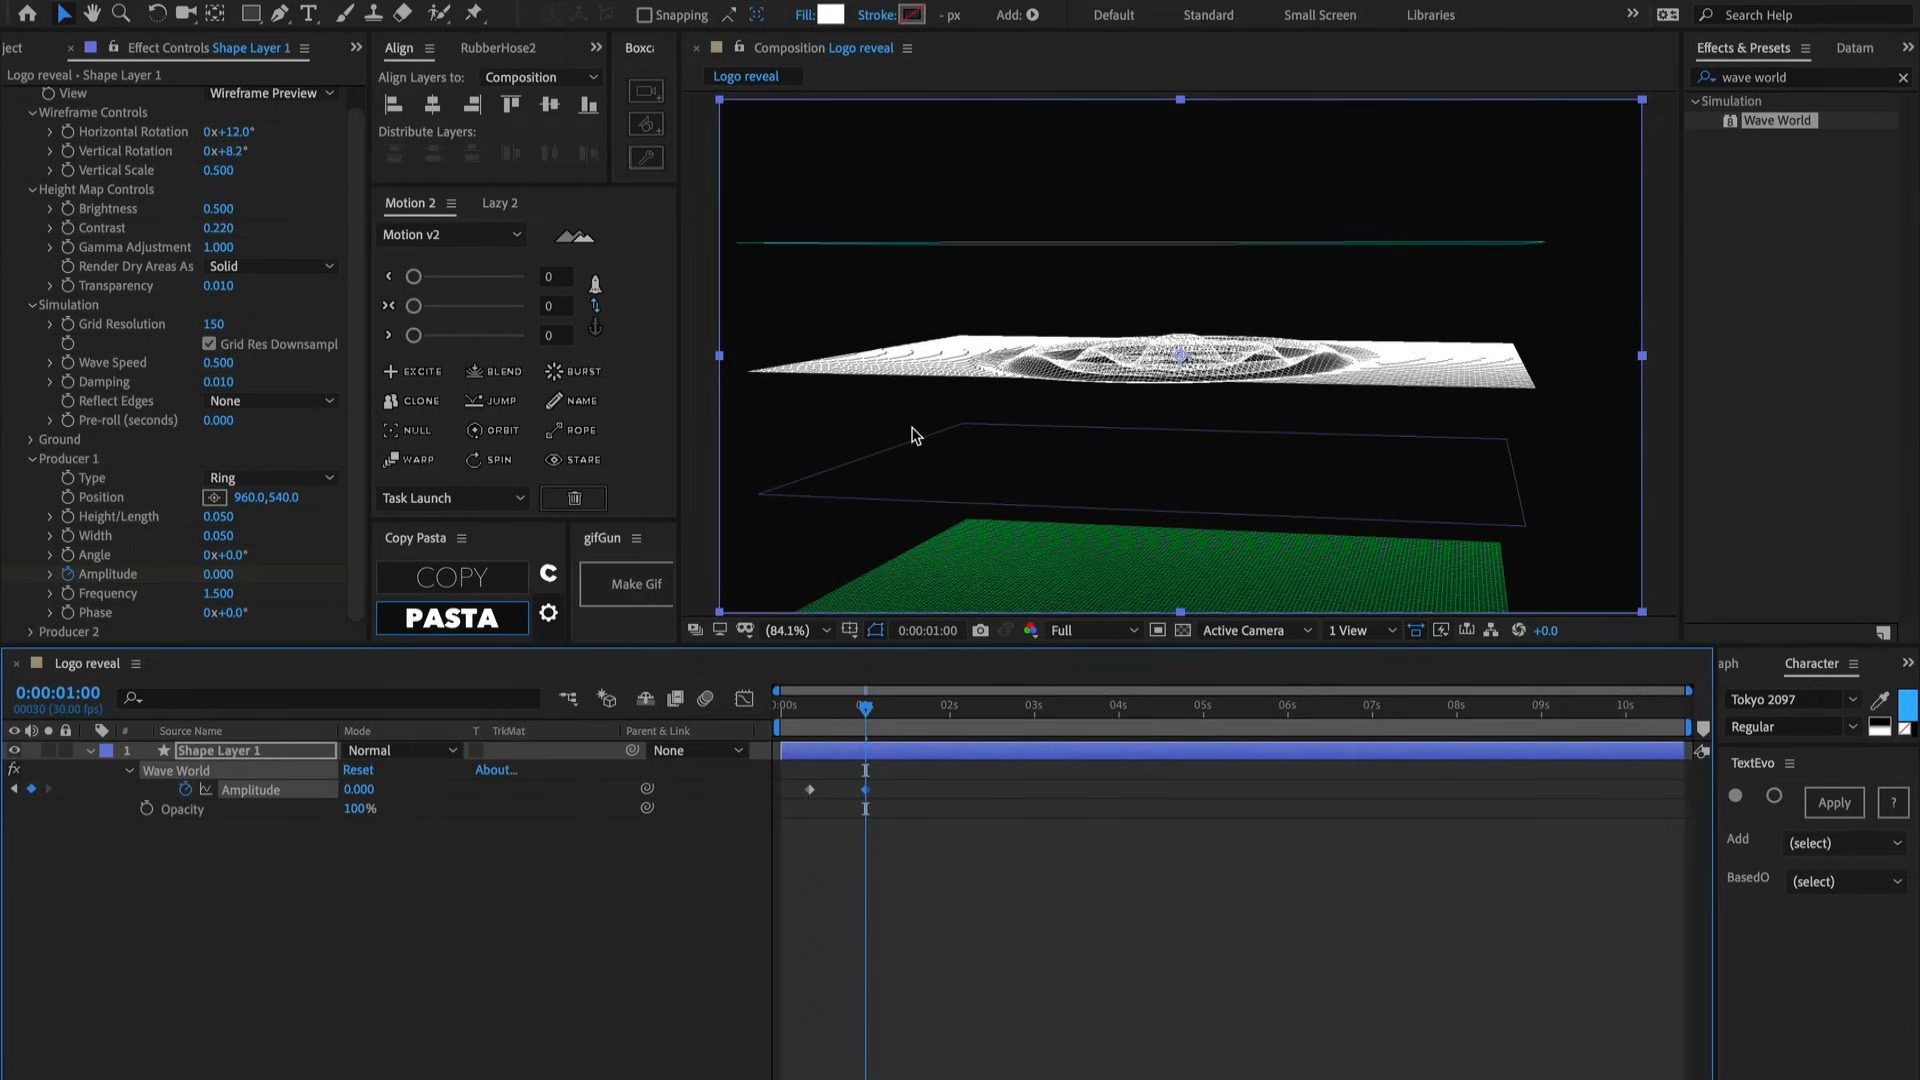 Snapping
Fill:
Stroke:
- px
Add:
Default
Standard
Small Screen
Libraries
Search Help
ject
Effect Controls Shape Layer 1
Logo reveal • Shape Layer 1
View
Wireframe Preview
Wireframe Controls
Horizontal Rotation 0x+12.0°
Vertical Rotation 0x+8.2°
Vertical Scale 0.500
Height Map Controls
Brightness 0.500
Contrast 0.220
Gamma Adjustment 1.000
Render Dry Areas As Solid
Transparency 0.010
Simulation
Grid Resolution 150
Grid Res Downsampl
Wave Speed 0.500
Damping 0.010
Reflect Edges None
Pre-roll (seconds) 0.000
Ground
Producer 1
Type Ring
Position 960.0,540.0
Height/Length 0.050
Width 0.050
Angle 0x+0.0°
Amplitude 0.000
Frequency 1.500
Phase 0x+0.0°
Producer 2
Align
RubberHose2
Align Layers to: Composition
Distribute Layers:
Boxc
Motion 2
Lazy 2
Motion v2
0
0
0
EXCITE BLEND BURST
CLONE JUMP NAME
NULL ORBIT ROPE
WARP SPIN STARE
Task Launch
Copy Pasta
COPY
C
PASTA
gifGun
Make Gif
Composition Logo reveal
Logo reveal
(84.1%)
0:00:01:00
Full
Active Camera
1 View
+0.0
Effects & Presets
Datam
wave world
Simulation
8 Wave World
Logo reveal
0:00:01:00
00030 (30.00 fps)
# Source Name Mode T TrkMat Parent & Link
1 Shape Layer 1 Normal None
fx Wave World Reset About...
Amplitude 0.000
Opacity 100%
02s 03s 04s 05s 06s 07s 08s 09s 10s
aph
Character
Tokyo 2097
Regular
TextEvo
Apply
?
Add (select)
BasedO (select)